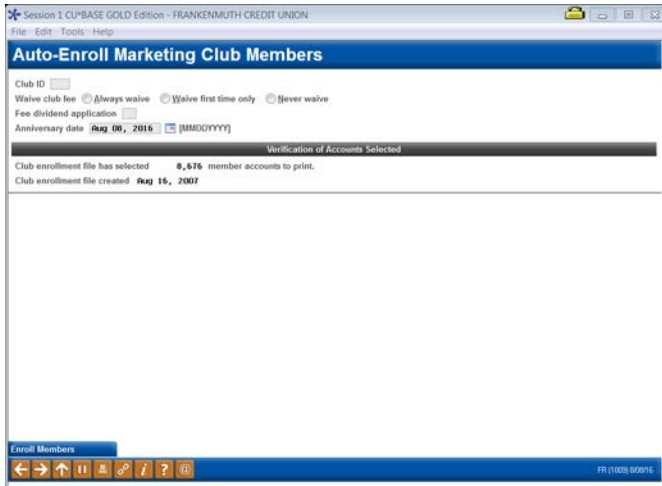 Session 1 CU*BASE GOLD Edition - FRANKENMUTH CREDIT UNION
File Edit Tools Help
Auto-Enroll Marketing Club Members
Club ID
Waive club fee Always waive Waive first time only Never waive
Fee dividend application
Anniversary date Aug 08, 2016 [MMDDYYYY]
Verification of Accounts Selected
Club enrollment file has selected 8,676 member accounts to print.
Club enrollment file created Aug 16, 2007
Enroll Members
FR (1009) 8/08/16